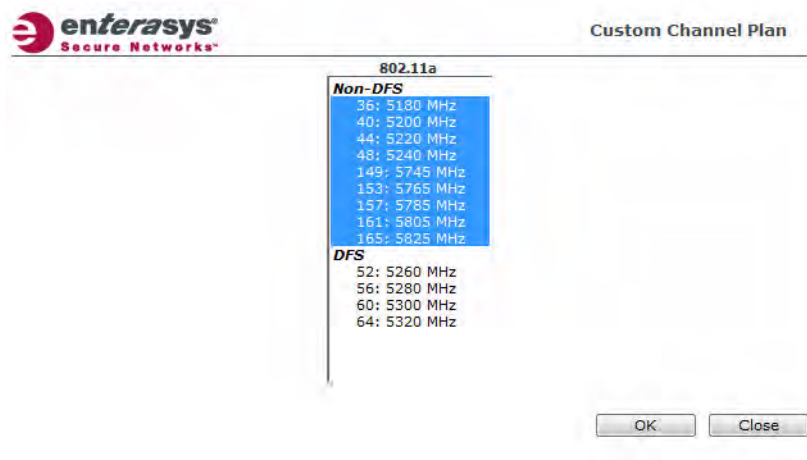 enterasys®
Secure Networks™
Custom Channel Plan
802.11a
Non-DFS
36: 5180 MHz
40: 5200 MHz
44: 5220 MHz
48: 5240 MHz
149: 5745 MHz
153: 5765 MHz
157: 5785 MHz
161: 5805 MHz
165: 5825 MHz
DFS
52: 5260 MHz
56: 5280 MHz
60: 5300 MHz
64: 5320 MHz
OK
Close